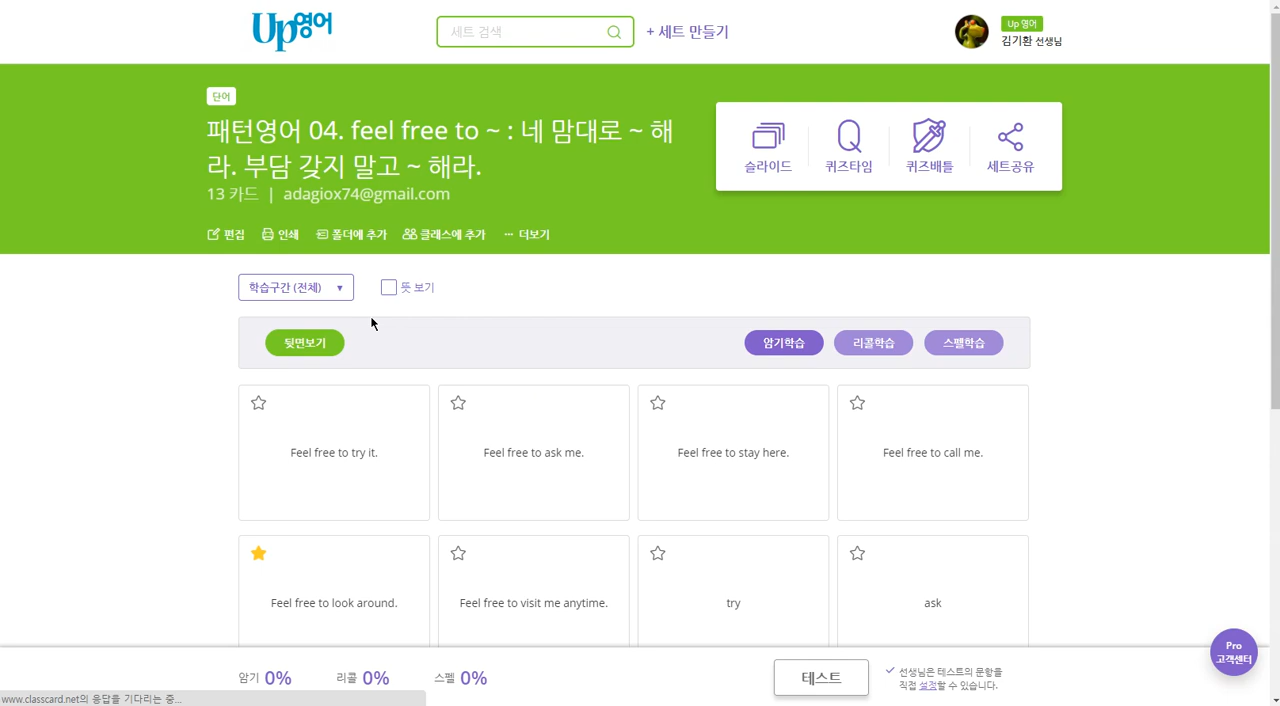 Up영어
세트 검색
+ 세트 만들기
Up 영어
김기환 선생님
단어
패턴영어 04. feel free to ~ : 네 맘대로 ~ 해
라. 부담 갖지 말고 ~ 해라.
13 카드 | adagiox74@gmail.com
슬라이드 퀴즈타임 퀴즈배틀 세트공유
편집 인쇄 폴더에 추가 클래스에 추가 ··· 더보기
학습구간 (전체) ▼ 뜻 보기
뒷면보기 암기학습 리콜학습 스펠학습
Feel free to try it. Feel free to ask me. Feel free to stay here. Feel free to call me.
Feel free to look around. Feel free to visit me anytime. try ask
Pro
고객센터
암기 0% 리콜 0% 스펠 0%
테스트
선생님은 테스트의 문항을
직접 설정할 수 있습니다.
www.classcard.net의 응답을 기다리는 중...